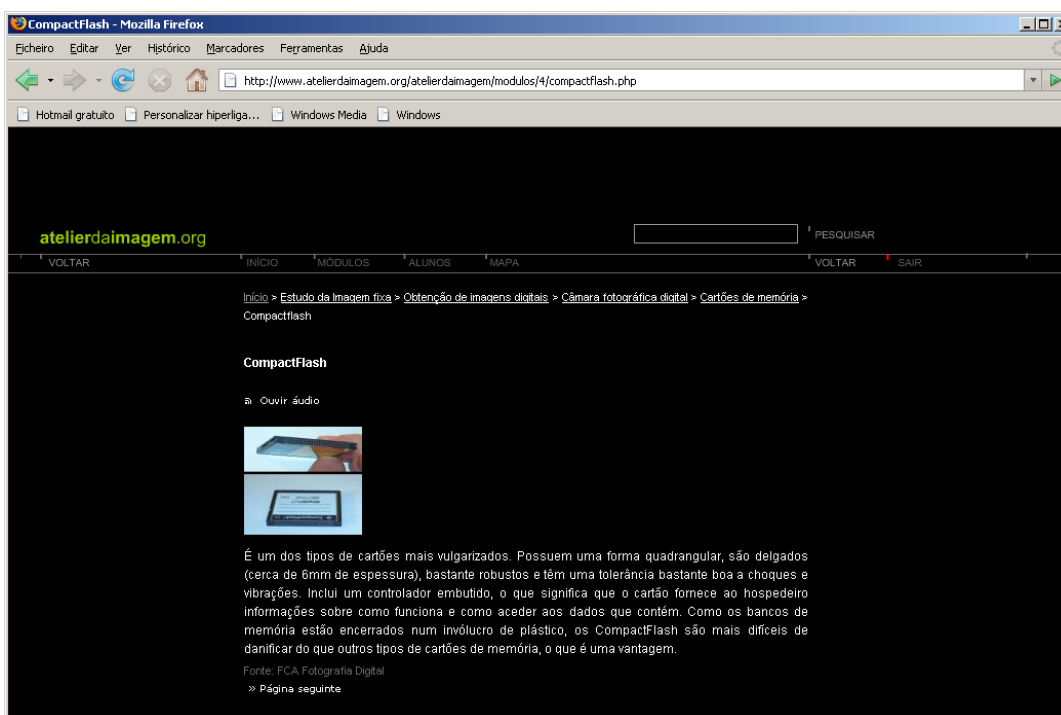 CompactFlash - Mozilla Firefox
Ficheiro Editar Ver Histórico Marcadores Ferramentas Ajuda
http://www.atelierdaimagem.org/atelierdaimagem/modulos/4/compactflash.php
Hotmail gratuito Personalizar hiperliga... Windows Media Windows
atelierdaimagem.org
PESQUISAR
VOLTAR INÍCIO MÓDULOS ALUNOS MAPA VOLTAR SAIR
Início > Estudo da Imagem fixa > Obtenção de imagens digitais > Câmara fotográfica digital > Cartões de memória >
Compactflash
CompactFlash
Ouvir áudio
É um dos tipos de cartões mais vulgarizados. Possuem uma forma quadrangular, são delgados
(cerca de 6mm de espessura), bastante robustos e têm uma tolerância bastante boa a choques e
vibrações. Inclui um controlador embutido, o que significa que o cartão fornece ao hospedeiro
informações sobre como funciona e como aceder aos dados que contém. Como os bancos de
memória estão encerrados num invólucro de plástico, os CompactFlash são mais difíceis de
danificar do que outros tipos de cartões de memória, o que é uma vantagem.
Fonte: FCA Fotografia Digital
» Página seguinte